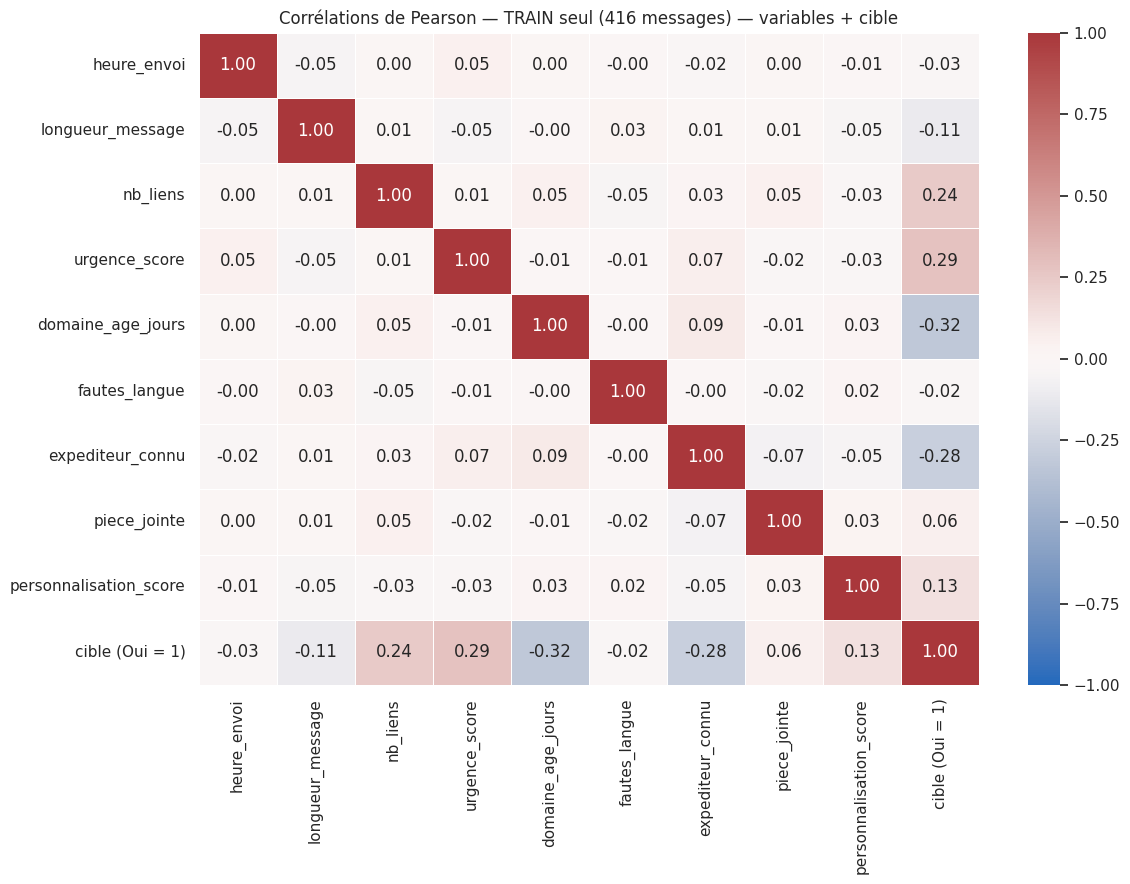 Corrélations de Pearson — TRAIN seul (416 messages) — variables + cible
heure_envoi 1.00 -0.05 0.00 0.05 0.00 -0.00 -0.02 0.00 -0.01 -0.03
longueur_message -0.05 1.00 0.01 -0.05 -0.00 0.03 0.01 0.01 -0.05 -0.11
nb_liens 0.00 0.01 1.00 0.01 0.05 -0.05 0.03 0.05 -0.03 0.24
urgence_score 0.05 -0.05 0.01 1.00 -0.01 -0.01 0.07 -0.02 -0.03 0.29
domaine_age_jours 0.00 -0.00 0.05 -0.01 1.00 -0.00 0.09 -0.01 0.03 -0.32
fautes_langue -0.00 0.03 -0.05 -0.01 -0.00 1.00 -0.00 -0.02 0.02 -0.02
expediteur_connu -0.02 0.01 0.03 0.07 0.09 -0.00 1.00 -0.07 -0.05 -0.28
piece_jointe 0.00 0.01 0.05 -0.02 -0.01 -0.02 -0.07 1.00 0.03 0.06
personnalisation_score -0.01 -0.05 -0.03 -0.03 0.03 0.02 -0.05 0.03 1.00 0.13
cible (Oui = 1) -0.03 -0.11 0.24 0.29 -0.32 -0.02 -0.28 0.06 0.13 1.00
heure_envoi
longueur_message
nb_liens
urgence_score
domaine_age_jours
fautes_langue
expediteur_connu
piece_jointe
personnalisation_score
cible (Oui = 1)
1.00
0.75
0.50
0.25
0.00
−0.25
−0.50
−0.75
−1.00